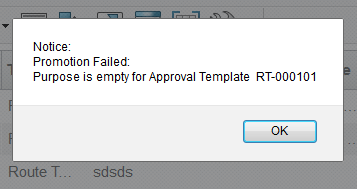 Notice:
Promotion Failed:
Purpose is empty for Approval Template  RT-000101
OK
Route T... sdsds